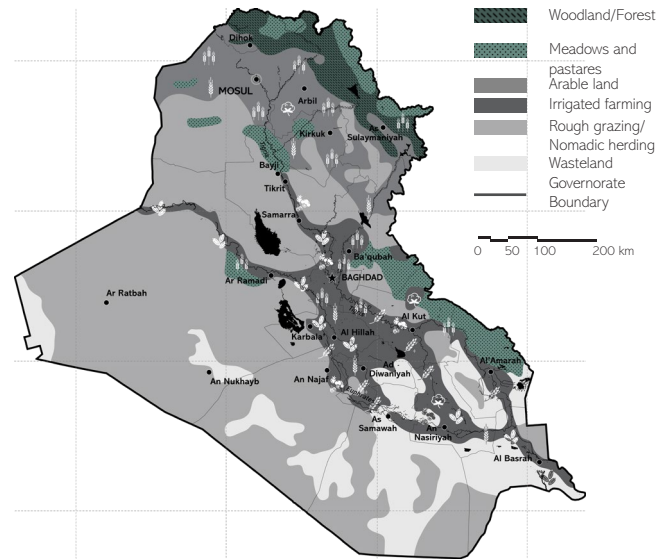 Woodland/Forest
Meadows and
pastares
Arable land
Irrigated farming
Rough grazing/
Nomadic herding
Wasteland
Governorate
Boundary
0 50 100 200 km
Dihok
MOSUL
Arbil
Kirkuk
As
Sulaymaniyah
Bayji
Tikrit
Samarra
Ba'qubah
BAGHDAD
Ar Ramadi
Ar Ratbah
Karbala'
Al Hillah
Al Kut
Al'Amarah
An Nukhayb
An Najaf
Ad
Diwaniyah
As
Samawah
An
Nasiriyah
Al Basrah